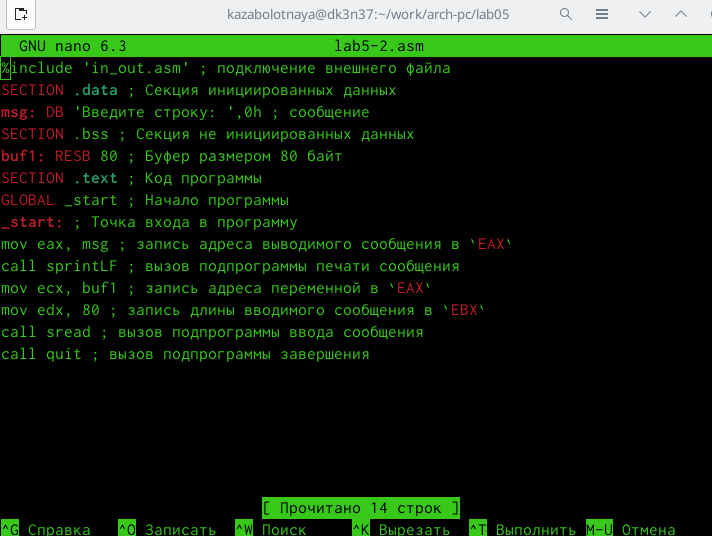 kazabolotnaya@dk3n37:~/work/arch-pc/lab05
GNU nano 6.3 lab5-2.asm
%include 'in_out.asm' ; подключение внешнего файла
SECTION .data ; Секция инициированных данных
msg: DB 'Введите строку: ',0h ; сообщение
SECTION .bss ; Секция не инициированных данных
buf1: RESB 80 ; Буфер размером 80 байт
SECTION .text ; Код программы
GLOBAL _start ; Начало программы
_start: ; Точка входа в программу
mov eax, msg ; запись адреса выводимого сообщения в `EAX`
call sprintLF ; вызов подпрограммы печати сообщения
mov ecx, buf1 ; запись адреса переменной в `EAX`
mov edx, 80 ; запись длины вводимого сообщения в `EBX`
call sread ; вызов подпрограммы ввода сообщения
call quit ; вызов подпрограммы завершения
[ Прочитано 14 строк ]
^G Справка ^O Записать ^W Поиск ^K Вырезать ^T Выполнить M-U Отмена